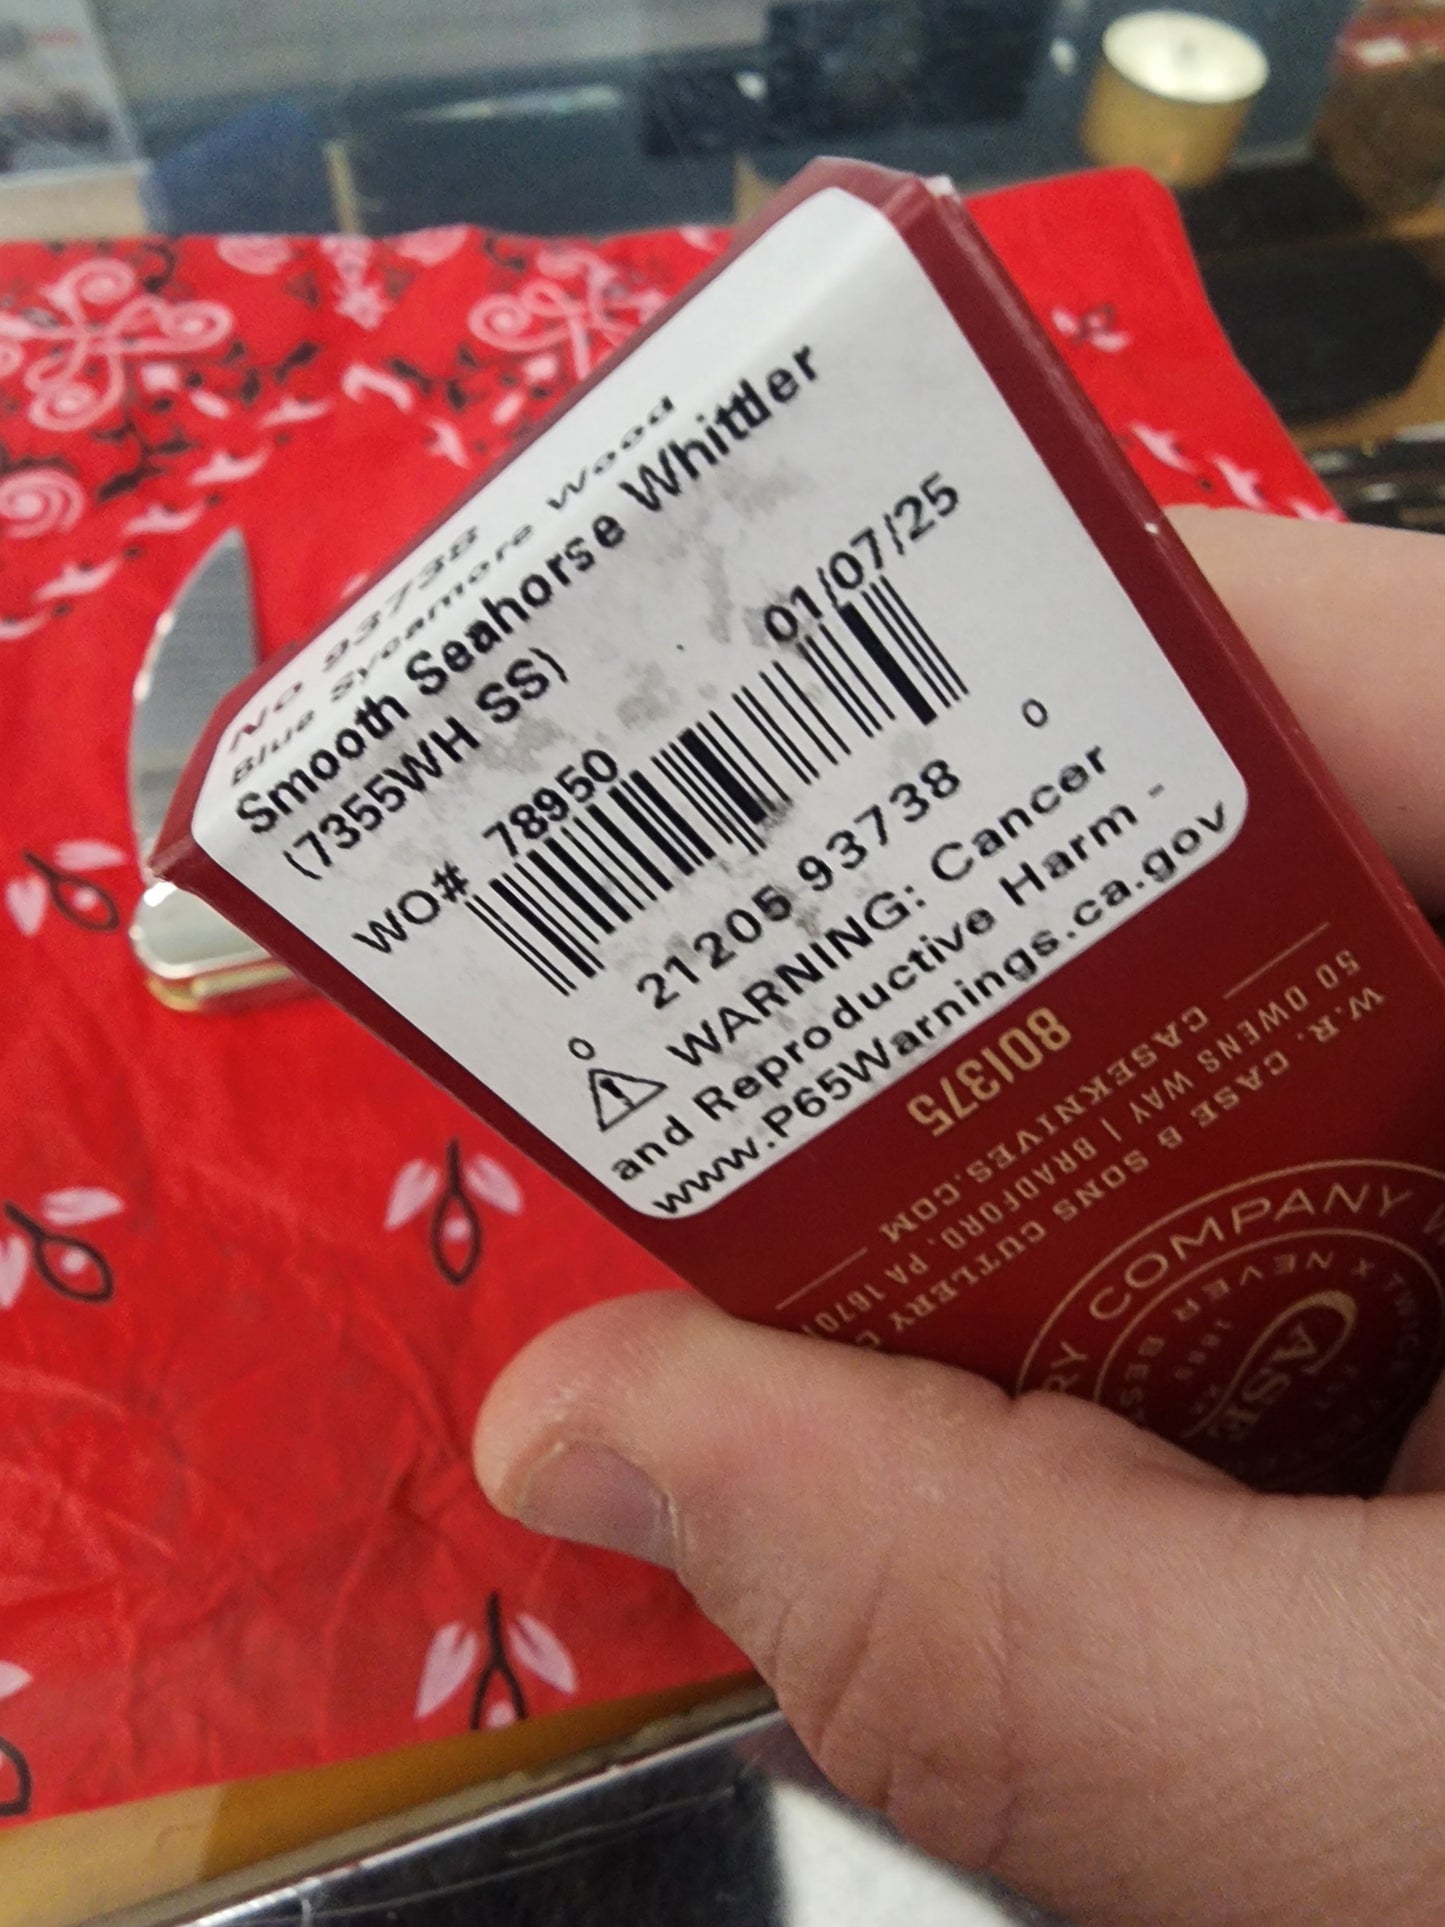 NO 93738
Blue Sycamore Wood
Smooth Seahorse Whittler
(7355WH SS)
WO# 78950 01/07/25
0 21205 93738 0
WARNING: Cancer
and Reproductive Harm -
www.P65Warnings.ca.gov
801375
CASEKNIVES.COM
50 OWENS WAY | BRADFORD, PA
W.R. CASE & SONS CUTLERY
COMPANY
NEVER
CASE